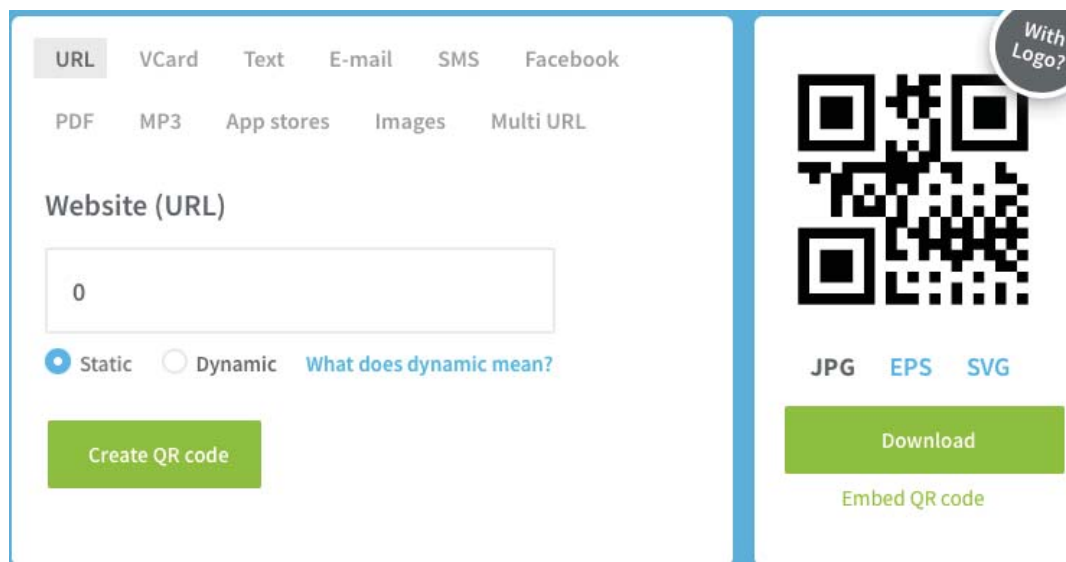 URL VCard Text E-mail SMS Facebook
PDF MP3 App stores Images Multi URL
Website (URL)
0
Static Dynamic What does dynamic mean?
Create QR code
With
Logo?
JPG EPS SVG
Download
Embed QR code